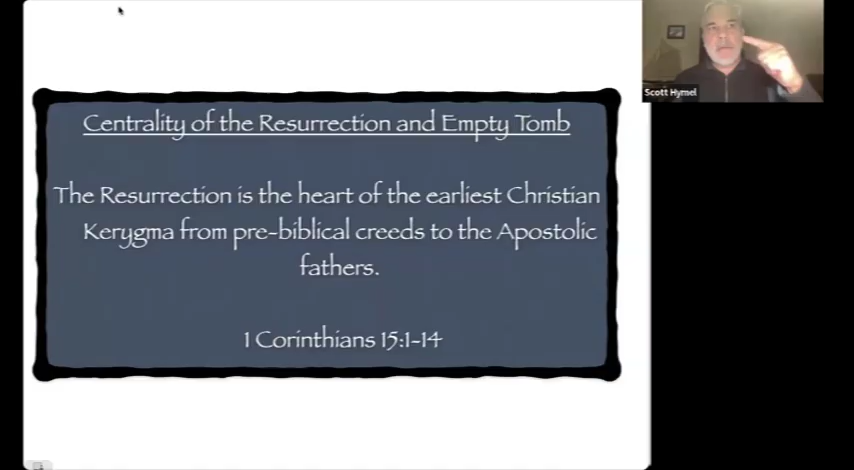 Centrality of the Resurrection and Empty Tomb
The Resurrection is the heart of the earliest Christian
Kerygma from pre-biblical creeds to the Apostolic
fathers.
1 Corinthians 15:1-14
Scott Hymel